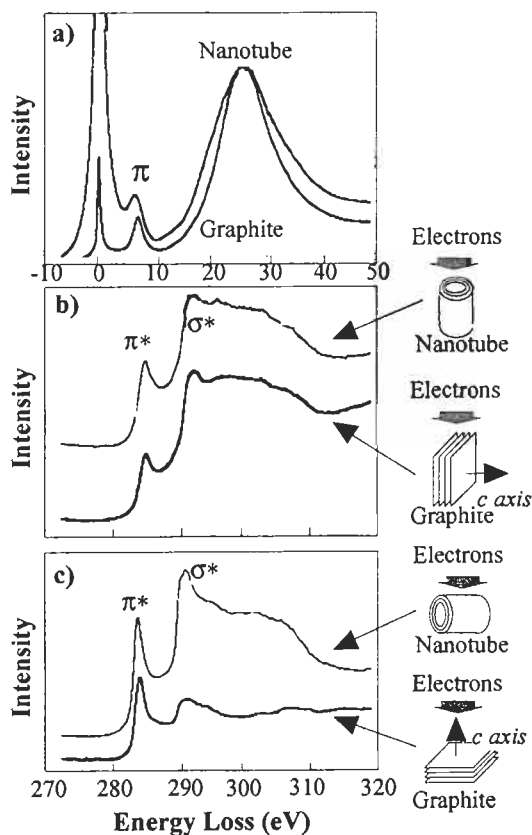 a)
Nanotube
π
Graphite
Intensity
-10 0 10 20 30 40 50
b)
π*
σ*
Intensity
Electrons
Nanotube
Electrons
c axis
Graphite
c)
π*
σ*
Intensity
Electrons
Nanotube
Electrons
c axis
Graphite
270 280 290 300 310 320
Energy Loss (eV)